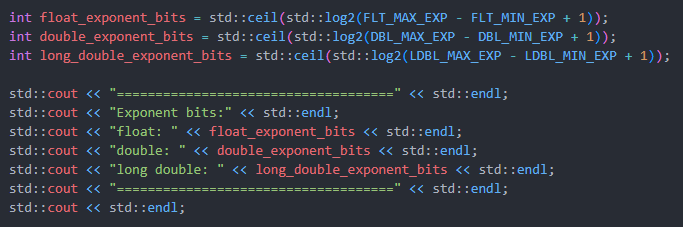 int float_exponent_bits = std::ceil(std::log2(FLT_MAX_EXP - FLT_MIN_EXP + 1));
int double_exponent_bits = std::ceil(std::log2(DBL_MAX_EXP - DBL_MIN_EXP + 1));
int long_double_exponent_bits = std::ceil(std::log2(LDBL_MAX_EXP - LDBL_MIN_EXP + 1));
std::cout << "====================================" << std::endl;
std::cout << "Exponent bits:" << std::endl;
std::cout << "float: " << float_exponent_bits << std::endl;
std::cout << "double: " << double_exponent_bits << std::endl;
std::cout << "long double: " << long_double_exponent_bits << std::endl;
std::cout << "====================================" << std::endl;
std::cout << std::endl;